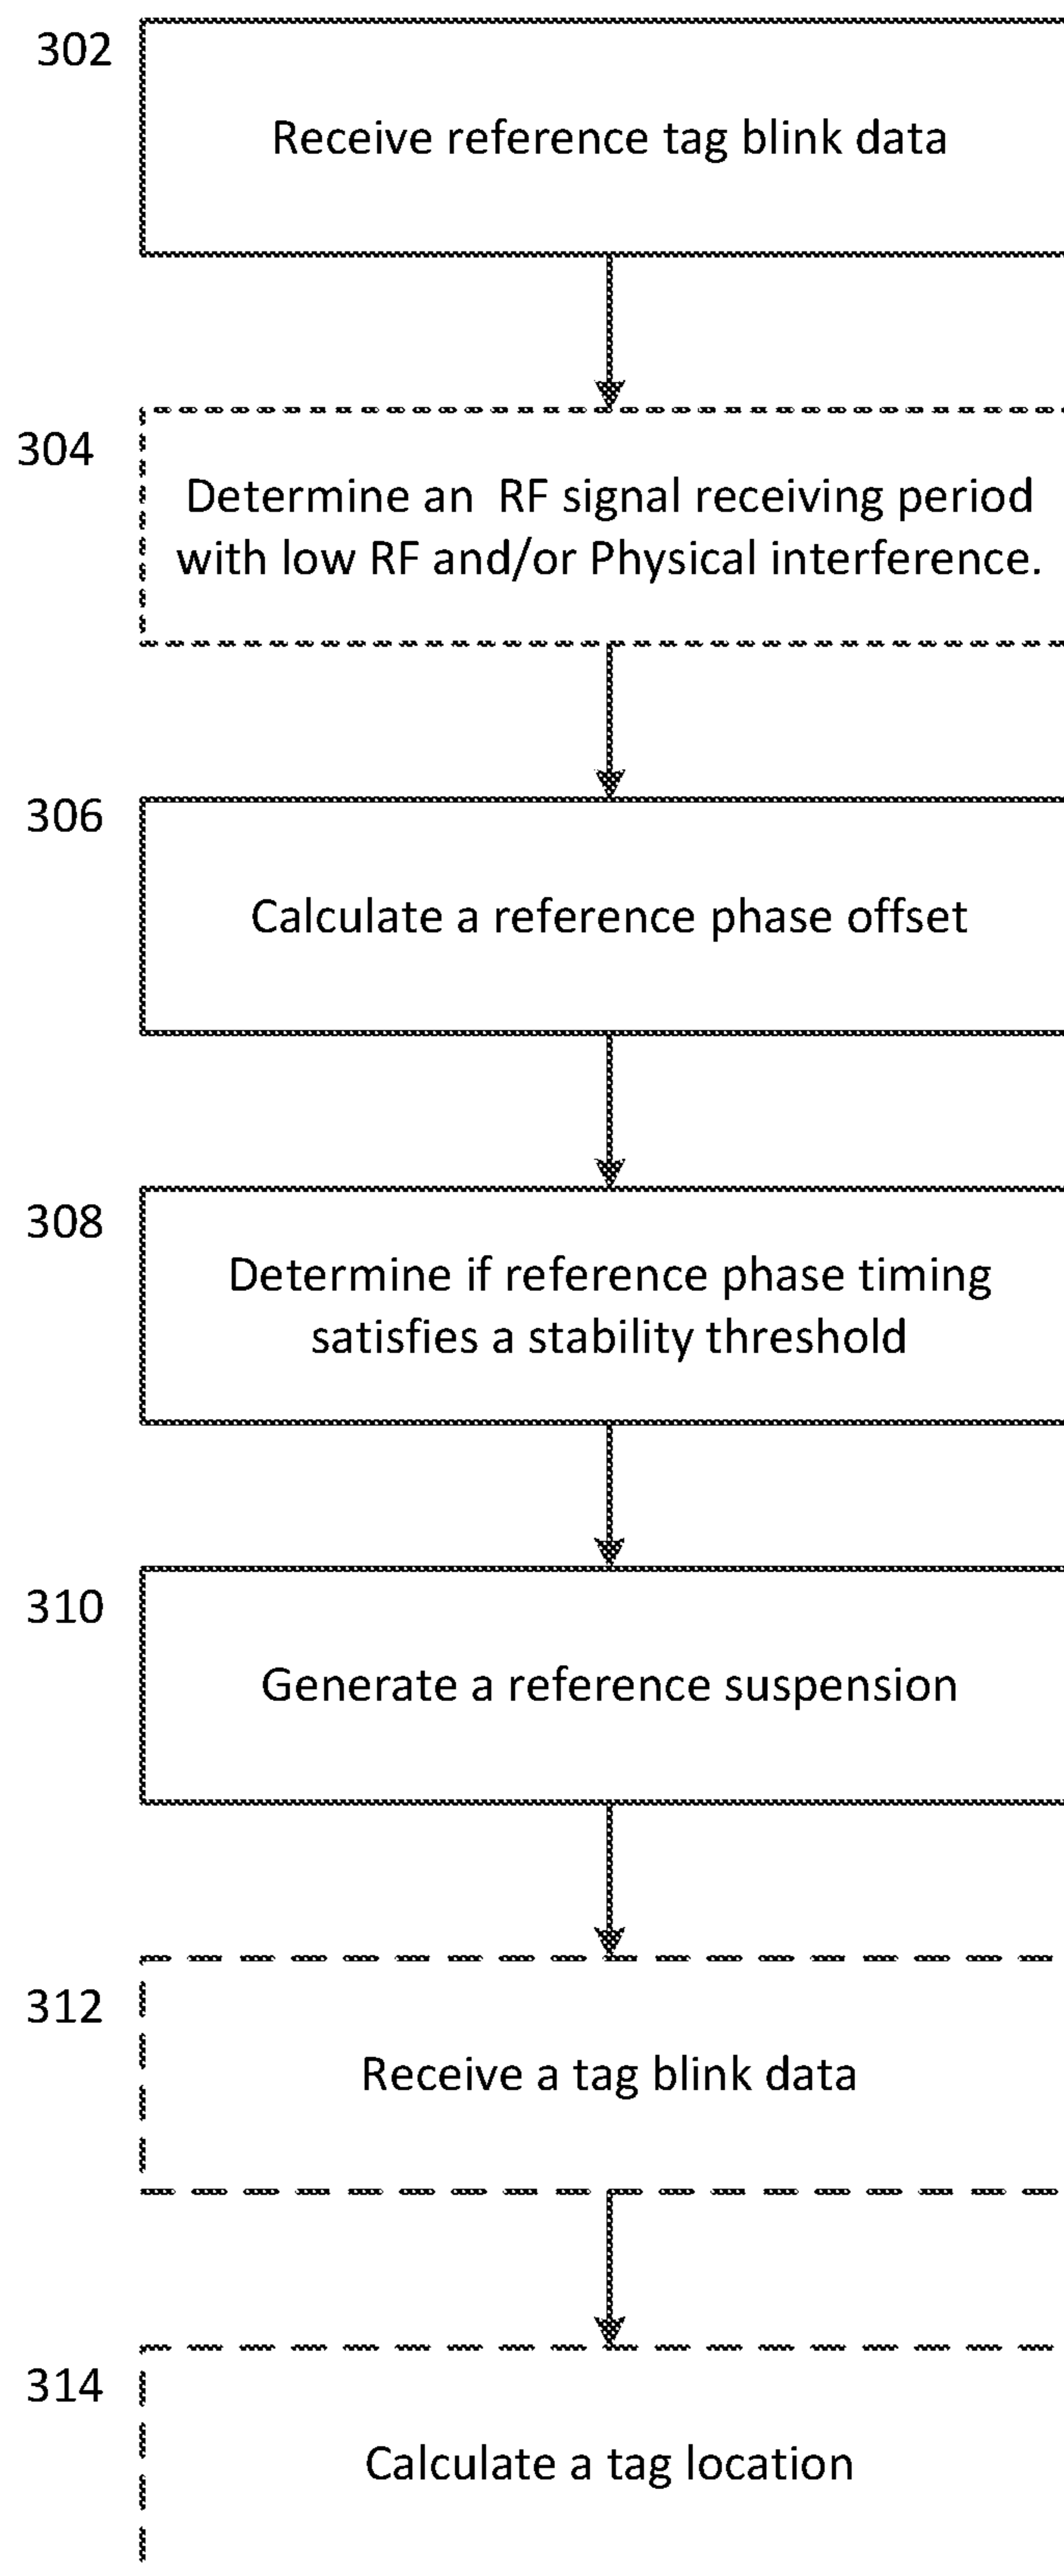 302
Receive reference tag blink data
304
Determine an  RF signal receiving period
with low RF and/or Physical interference.
306
Calculate a reference phase offset
308
Determine if reference phase timing
satisfies a stability threshold
310
Generate a reference suspension
312
Receive a tag blink data
314
Calculate a tag location